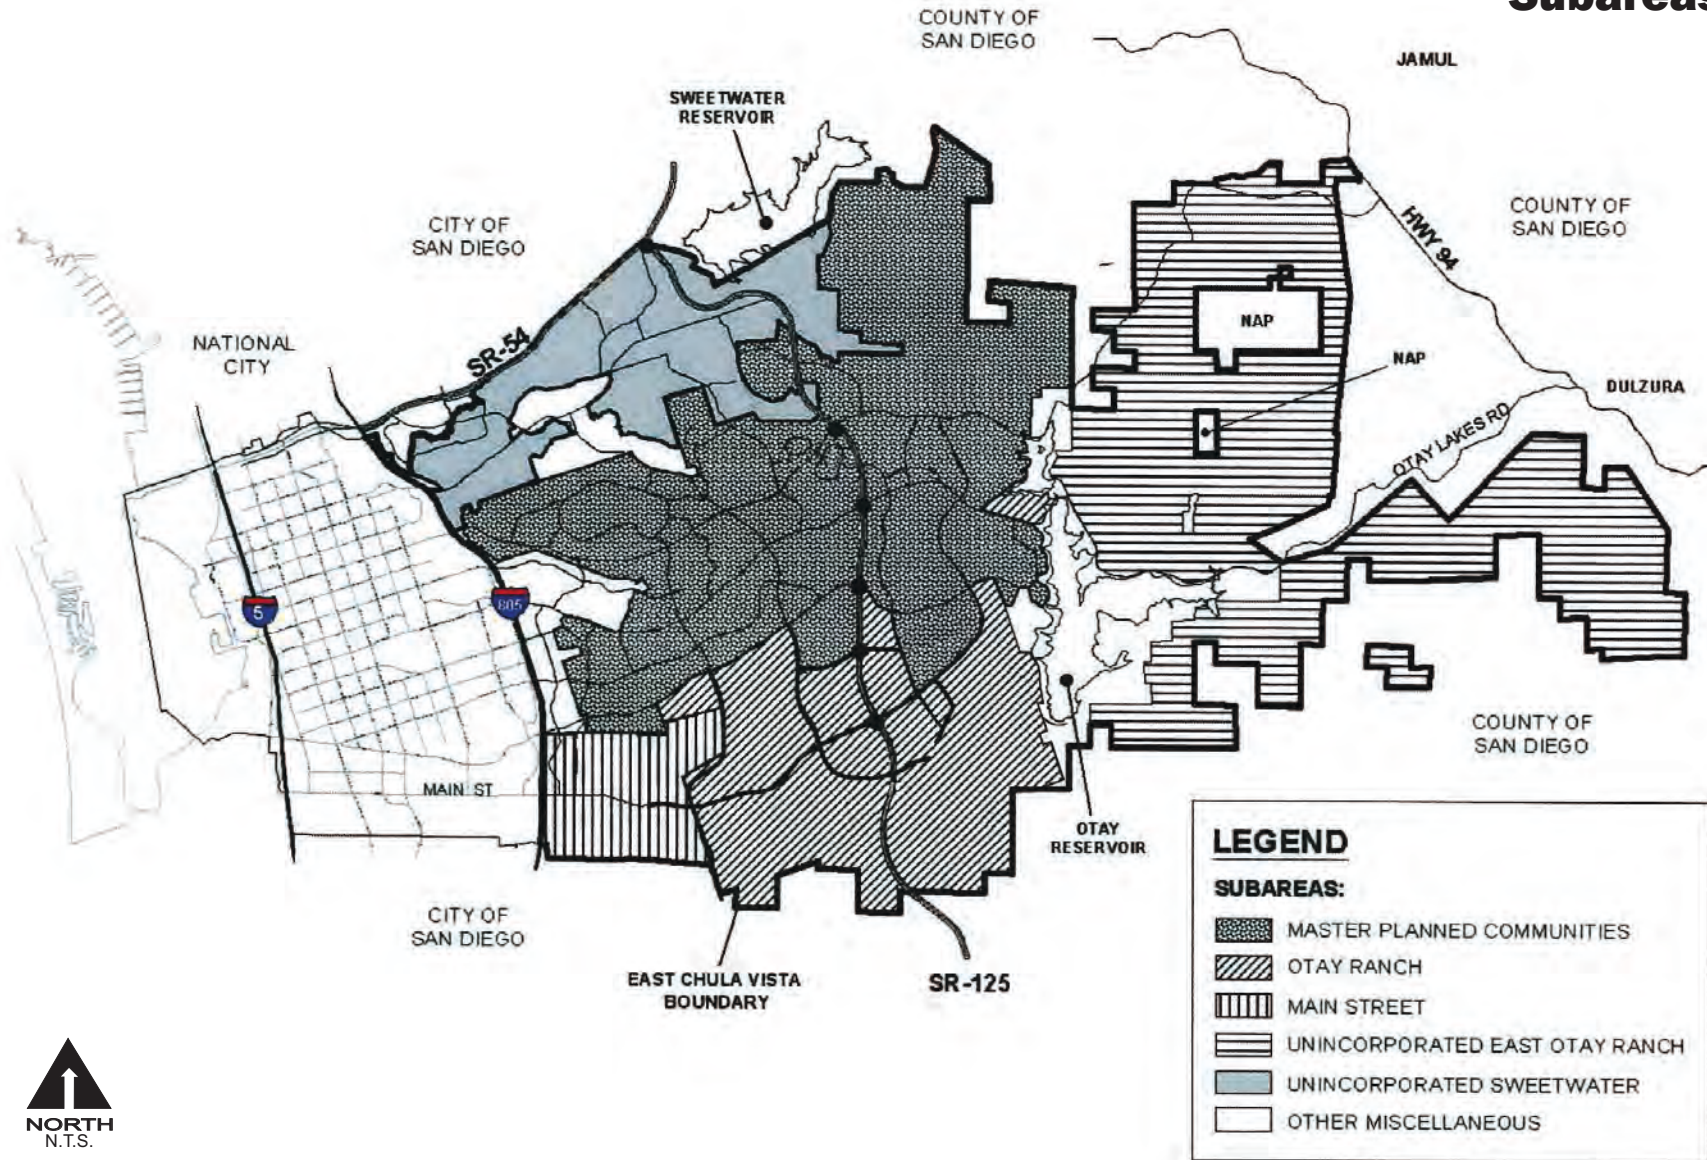 Subareas
COUNTY OF
SAN DIEGO
JAMUL
SWEETWATER
RESERVOIR
CITY OF
SAN DIEGO
COUNTY OF
SAN DIEGO
HWY 94
NATIONAL
CITY
SR-54
NAP
NAP
DULZURA
OTAY LAKES RD
5
805
COUNTY OF
SAN DIEGO
MAIN ST
OTAY
RESERVOIR
CITY OF
SAN DIEGO
EAST CHULA VISTA
BOUNDARY
SR-125
LEGEND
SUBAREAS:
MASTER PLANNED COMMUNITIES
OTAY RANCH
MAIN STREET
UNINCORPORATED EAST OTAY RANCH
UNINCORPORATED SWEETWATER
OTHER MISCELLANEOUS
NORTH
N.T.S.